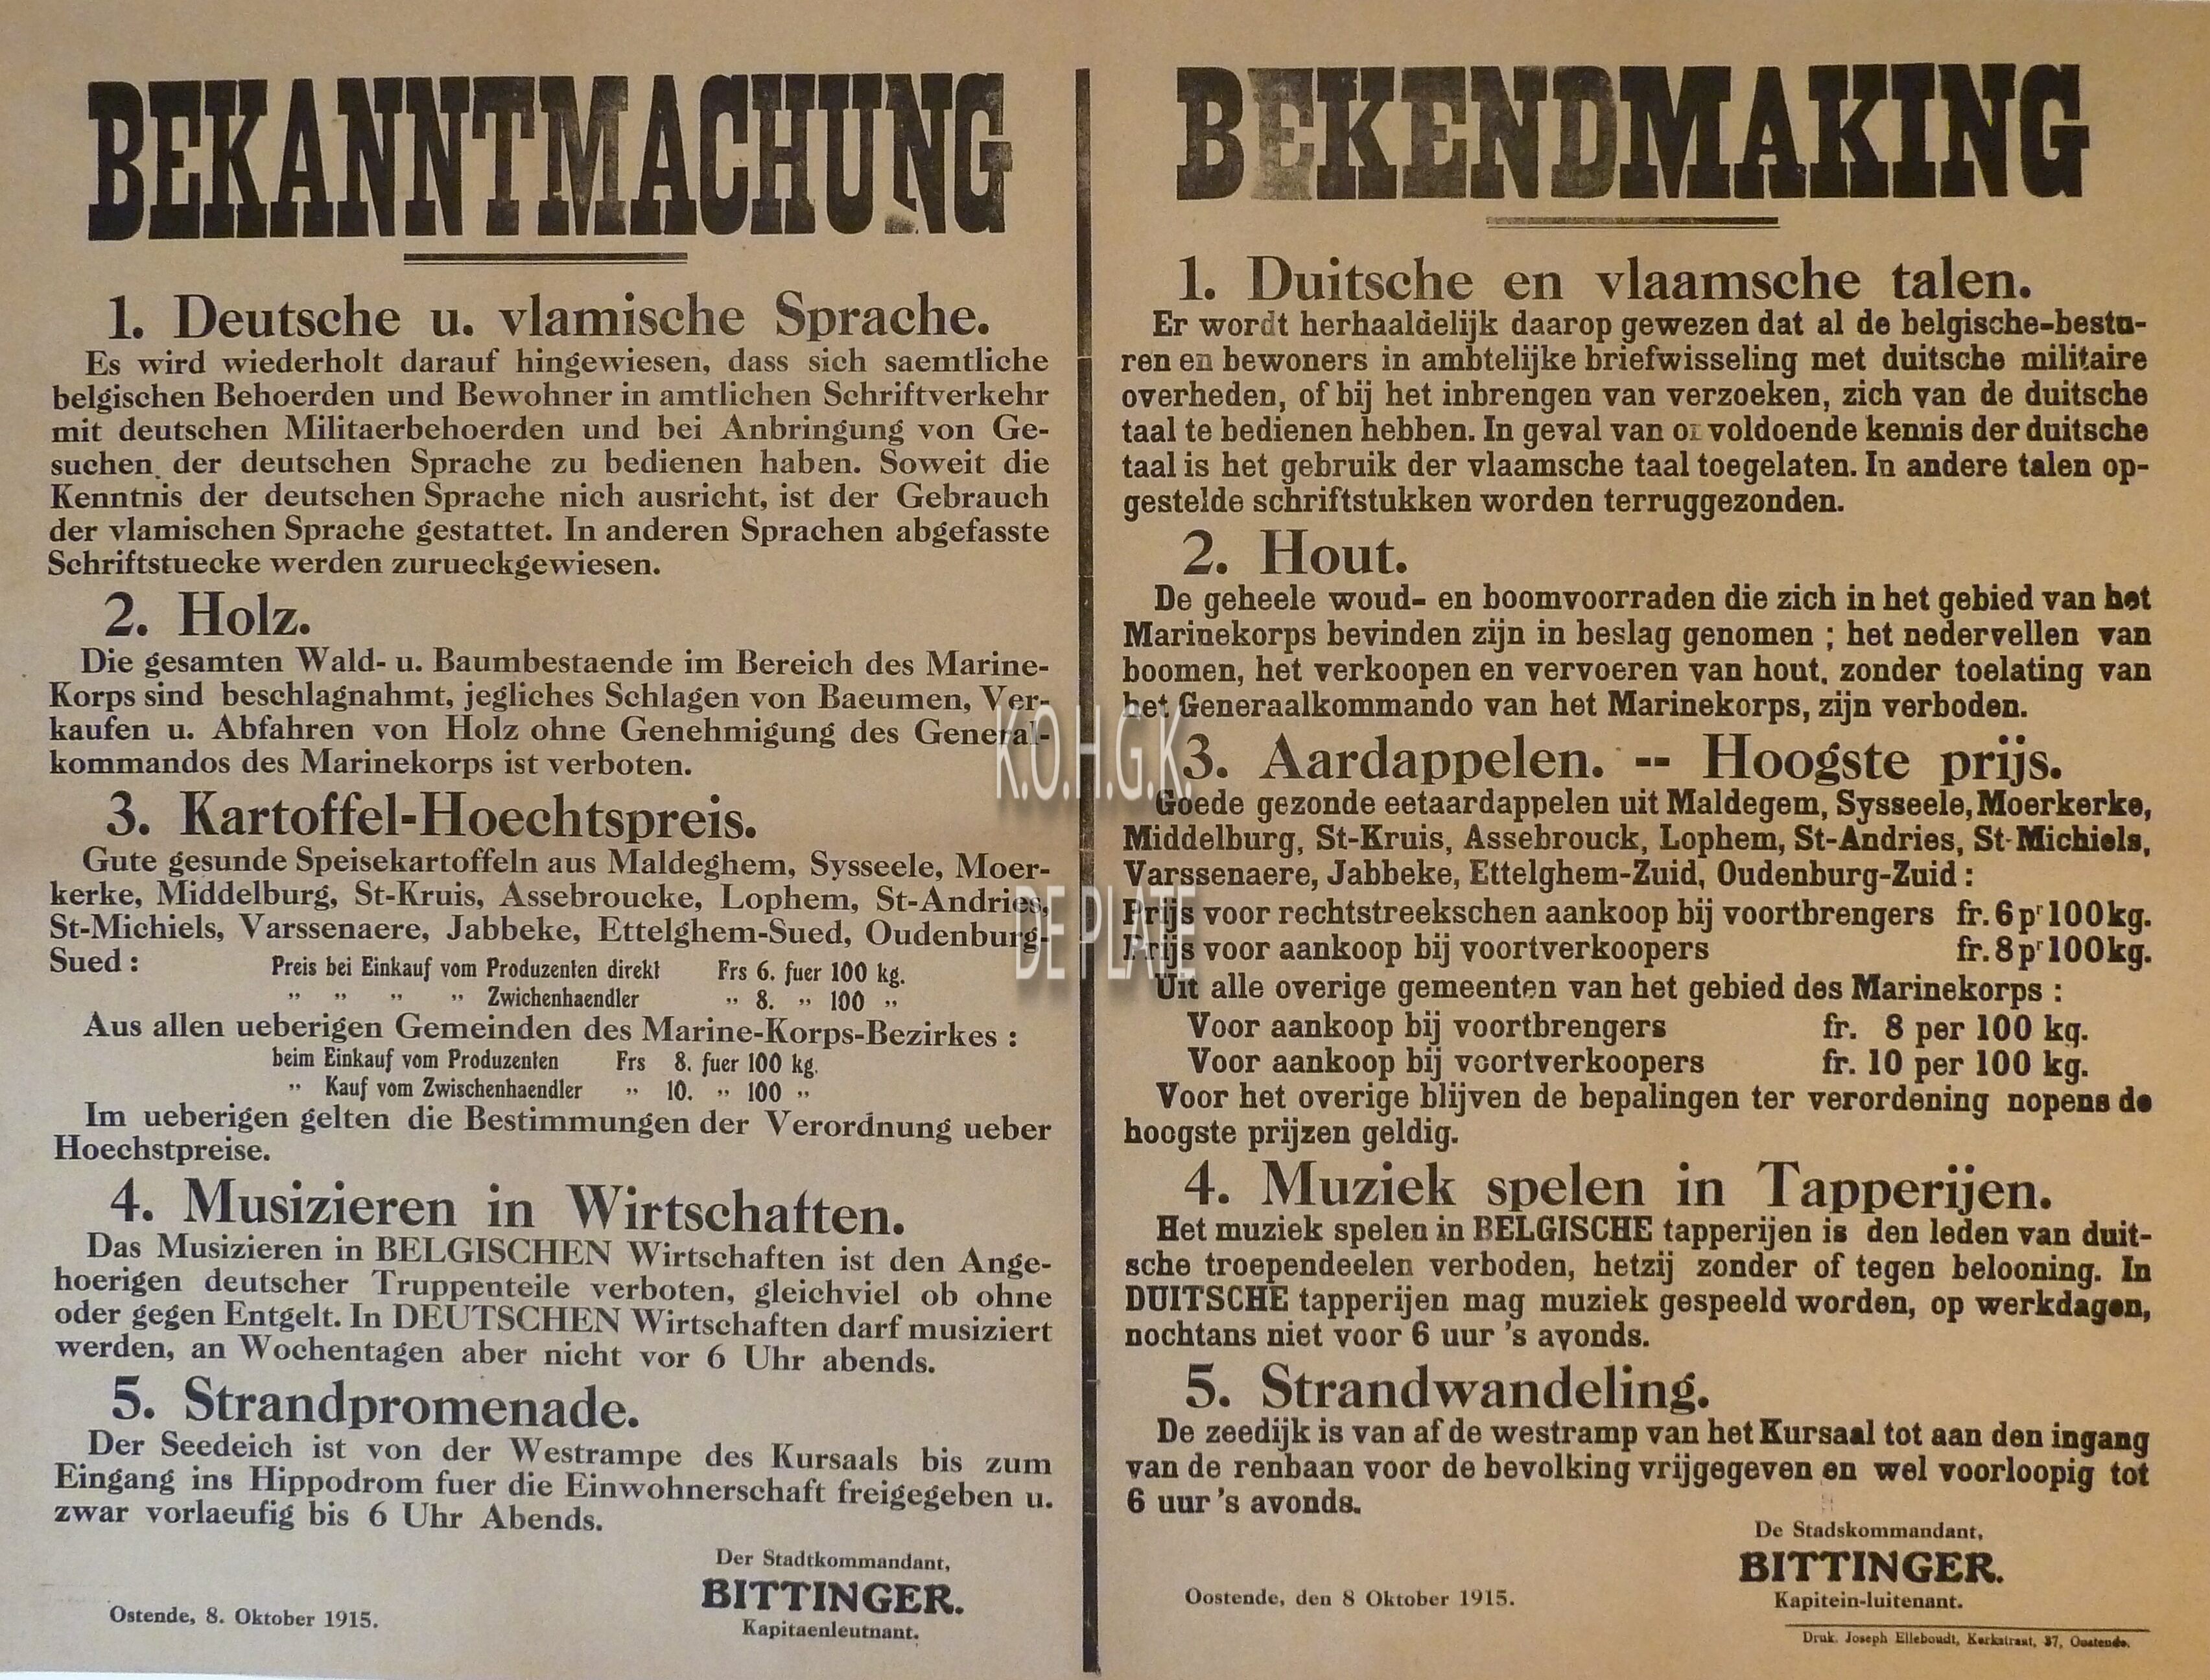 BEKANNTMACHUNG
1. Deutsche u. vlamische Sprache.
Es wird wiederholt darauf hingewiesen, dass sich saemtliche
belgischen Behoerden und Bewohner in amtlichen Schriftverkehr
mit deutschen Militaerbehoerden und bei Anbringung von Ge-
suchen der deutschen Sprache zu bedienen haben. Soweit die
Kenntnis der deutschen Sprache nich ausricht, ist der Gebrauch
der vlamischen Sprache gestattet. In anderen Sprachen abgefasste
Schriftstuecke werden zurueckgewiesen.
2. Holz.
Die gesamten Wald- u. Baumbestaende im Bereich des Marine-
Korps sind beschlagnahmt, jegliches Schlagen von Baeumen, Ver-
kaufen u. Abfahren von Holz ohne Genehmigung des General-
kommandos des Marinekorps ist verboten.
3. Kartoffel-Hoechtspreis.
Gute gesunde Speisekartoffeln aus Maldeghem, Sysseele, Moer-
kerke, Middelburg, St-Kruis, Assebroucke, Lophem, St-Andries,
St-Michiels, Varssenaere, Jabbeke, Ettelghem-Sued, Oudenburg-
Sued : Preis bei Einkauf vom Produzenten direkt Frs 6. fuer 100 kg.
„ „ „ „ Zwichenhaendler „ 8. „ 100 „
Aus allen ueberigen Gemeinden des Marine-Korps-Bezirkes :
beim Einkauf vom Produzenten Frs 8. fuer 100 kg.
„ Kauf vom Zwischenhaendler „ 10. „ 100 „
Im ueberigen gelten die Bestimmungen der Verordnung ueber
Hoechstpreise.
4. Musizieren in Wirtschaften.
Das Musizieren in BELGISCHEN Wirtschaften ist den Ange-
hoerigen deutscher Truppenteile verboten, gleichviel ob ohne
oder gegen Entgelt. In DEUTSCHEN Wirtschaften darf musiziert
werden, an Wochentagen aber nicht vor 6 Uhr abends.
5. Strandpromenade.
Der Seedeich ist von der Westrampe des Kursaals bis zum
Eingang ins Hippodrom fuer die Einwohnerschaft freigegeben u.
zwar vorlaeufig bis 6 Uhr Abends.
Der Stadtkommandant,
BITTINGER.
Kapitaenleutnant.
Ostende, 8. Oktober 1915.
BEKENDMAKING
1. Duitsche en vlaamsche talen.
Er wordt herhaaldelijk daarop gewezen dat al de belgische-bestu-
ren en bewoners in ambtelijke briefwisseling met duitsche militaire
overheden, of bij het inbrengen van verzoeken, zich van de duitsche
taal te bedienen hebben. In geval van voldoende kennis der duitsche
taal is het gebruik der vlaamsche taal toegelaten. In andere talen op-
gestelde schriftstukken worden terruggezonden.
2. Hout.
De geheele woud- en boomvoorraden die zich in het gebied van het
Marinekorps bevinden zijn in beslag genomen ; het nedervellen van
boomen, het verkoopen en vervoeren van hout, zonder toelating van
het Generaalkommando van het Marinekorps, zijn verboden.
3. Aardappelen. -- Hoogste prijs.
Goede gezonde eetaardappelen uit Maldegem, Sysseele, Moerkerke,
Middelburg, St-Kruis, Assebrouck, Lophem, St-Andries, St-Michiels,
Varssenaere, Jabbeke, Ettelghem-Zuid, Oudenburg-Zuid :
Prijs voor rechtstreekschen aankoop bij voortbrengers fr. 6 pr 100 kg.
Prijs voor aankoop bij voortverkoopers fr. 8 pr 100 kg.
Uit alle overige gemeenten van het gebied des Marinekorps :
Voor aankoop bij voortbrengers fr. 8 per 100 kg.
Voor aankoop bij voortverkoopers fr. 10 per 100 kg.
Voor het overige blijven de bepalingen ter verordening nopens de
hoogste prijzen geldig.
4. Muziek spelen in Tapperijen.
Het muziek spelen in BELGISCHE tapperijen is den leden van duit-
sche troependeelen verboden, hetzij zonder of tegen belooning. In
DUITSCHE tapperijen mag muziek gespeeld worden, op werkdagen,
nochtans niet voor 6 uur 's avonds.
5. Strandwandeling.
De zeedijk is van af de westramp van het Kursaal tot aan den ingang
van de renbaan voor de bevolking vrijgegeven en wel voorloopig tot
6 uur 's avonds.
De Stadskommandant,
BITTINGER.
Kapitein-luitenant.
Oostende, den 8 Oktober 1915.
Druk. Joseph Elleboudt, Kerkstraat, 37, Oostende.
K.O.H.G.K.
DE PLATE